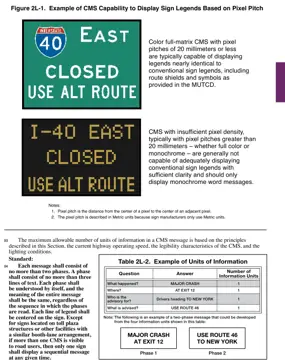 Figure 2L-1. Example of CMS Capability to Display Sign Legends Based on Pixel Pitch
INTERSTATE
40
EAST
CLOSED
USE ALT ROUTE
Color full-matrix CMS with pixel
pitches of 20 millimeters or less
are typically capable of displaying
legends nearly identical to
conventional sign legends, including
route shields and symbols as
provided in the MUTCD.
I-40 EAST
CLOSED
USE ALT ROUTE
CMS with insufficient pixel density,
typically with pixel pitches greater than
20 millimeters – whether full color or
monochrome – are generally not
capable of adequately displaying
conventional sign legends with
sufficient clarity and should only
display monochrome word messages.
Notes:
1. Pixel pitch is the distance from the center of a pixel to the center of an adjacent pixel.
2. The pixel pitch is described in Metric units because sign manufacturers only use Metric units.
The maximum allowable number of units of information in a CMS message is based on the principles
described in this Section, the current highway operating speed, the legibility characteristics of the CMS, and the
lighting conditions.
Standard:
Each message shall consist of
no more than two phases. A phase
shall consist of no more than three
lines of text. Each phase shall
be understood by itself, and the
meaning of the entire message
shall be the same, regardless of
the sequence in which the phases
are read. Each line of legend shall
be centered on the sign. Except
for signs located on toll plaza
structures or other facilities with
a similar booth-lane arrangement,
if more than one CMS is visible
to road users, then only one sign
shall display a sequential message
at any given time.
Table 2L-2. Example of Units of Information
Question Answer Number of Information Units
What happened? MAJOR CRASH 1
Where? AT EXIT 12 1
Who is the advisory for? Drivers heading TO NEW YORK 1
What is advised? USE ROUTE 46 1
Note: The following is an example of a two-phase message that could be developed
from the four information units shown in this table:
MAJOR CRASH
AT EXIT 12
Phase 1
USE ROUTE 46
TO NEW YORK
Phase 2